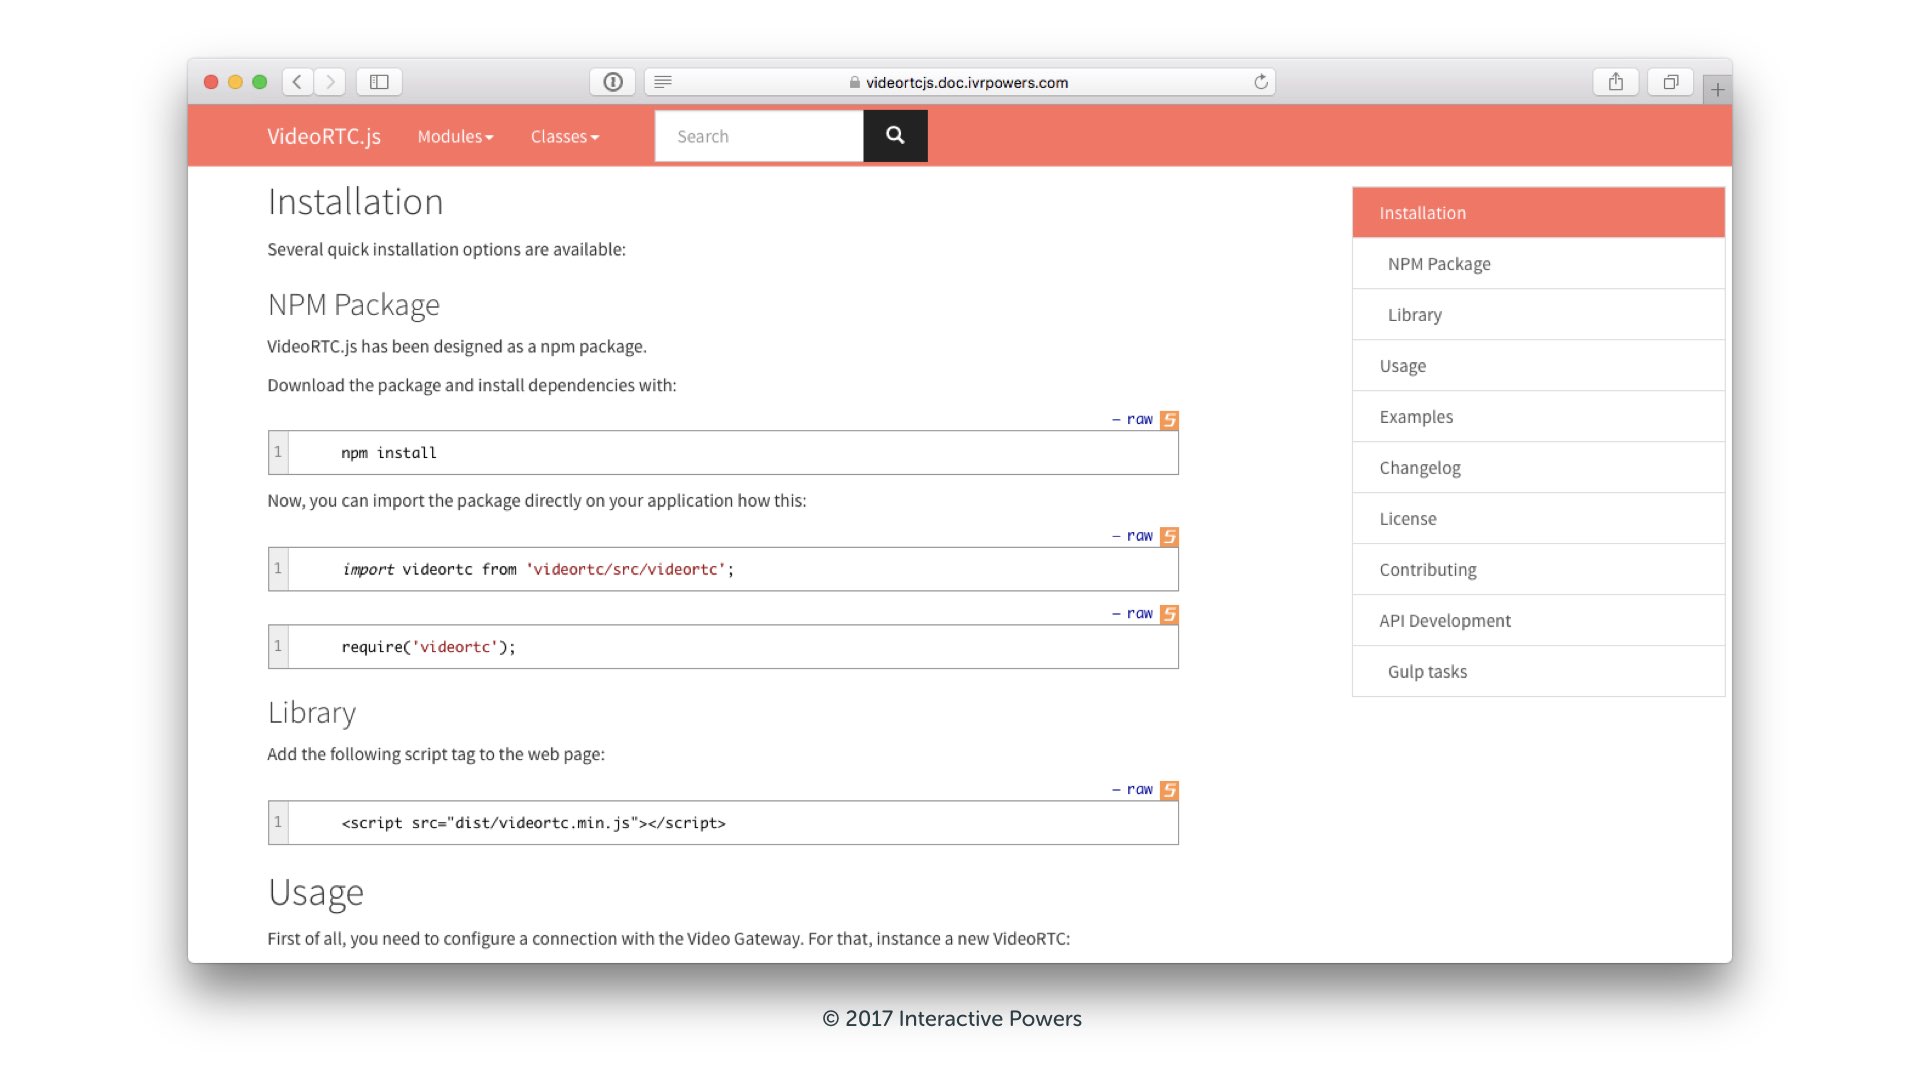 videortcjs.doc.ivrpowers.com
VideoRTC.js
Modules
Classes
Search
Installation
Several quick installation options are available:
NPM Package
VideoRTC.js has been designed as a npm package.
Download the package and install dependencies with:
– raw
1
npm install
Now, you can import the package directly on your application how this:
– raw
1
import videortc from 'videortc/src/videortc';
– raw
1
require('videortc');
Library
Add the following script tag to the web page:
– raw
1
<script src="dist/videortc.min.js"></script>
Usage
First of all, you need to configure a connection with the Video Gateway. For that, instance a new VideoRTC:
Installation
NPM Package
Library
Usage
Examples
Changelog
License
Contributing
API Development
Gulp tasks
© 2017 Interactive Powers